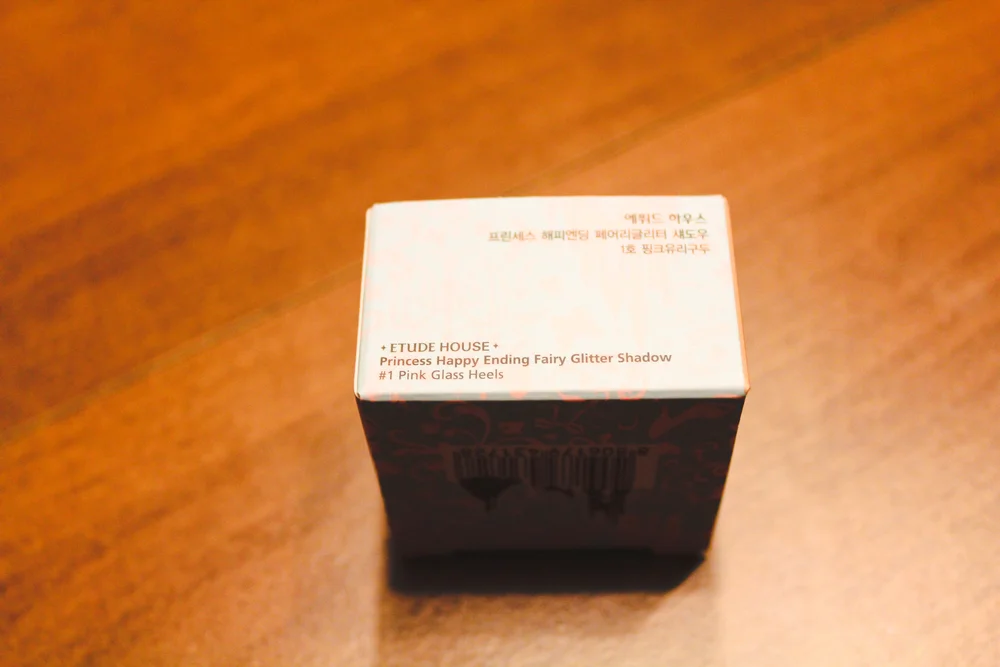 에뛰드 하우스
프린세스 해피엔딩 페어리글리터 섀도우
1호 핑크유리구두
ETUDE HOUSE
Princess Happy Ending Fairy Glitter Shadow
#1 Pink Glass Heels